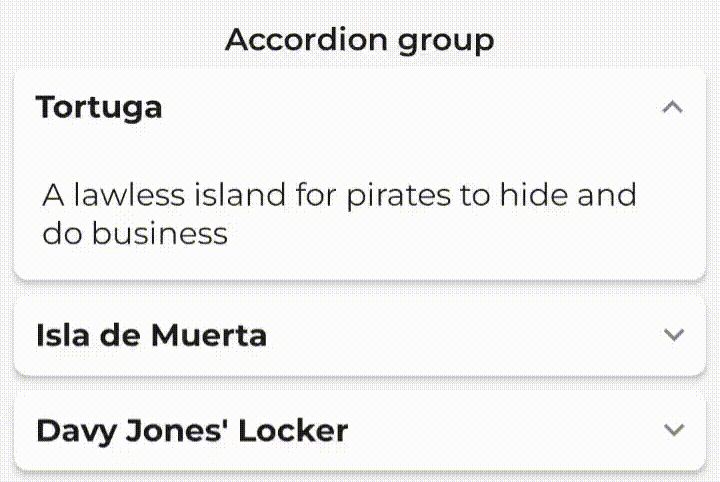 Accordion group
Tortuga
A lawless island for pirates to hide and
do business
Isla de Muerta
Davy Jones' Locker